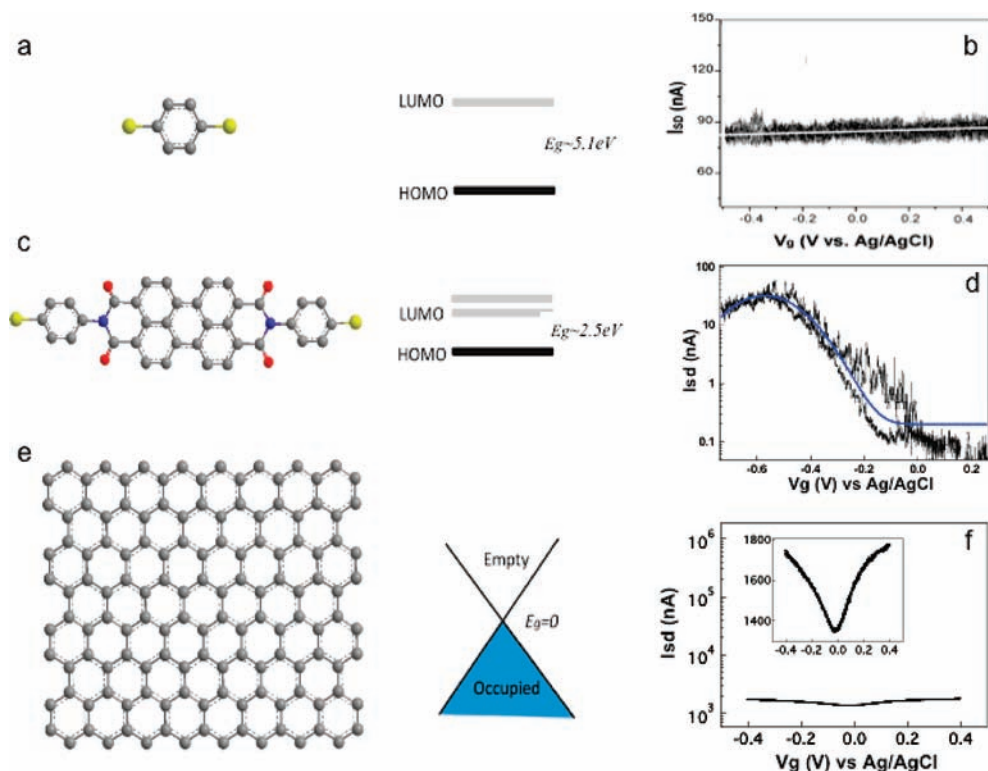 a
LUMO
Eg~5.1eV
HOMO
b
150
120
90
60
I_SD (nA)
-0.4 -0.2 0.0 0.2 0.4
Vg (V vs. Ag/AgCl)
c
LUMO
Eg~2.5eV
HOMO
d
100
10
1
0.1
Isd (nA)
-0.6 -0.4 -0.2 0.0 0.2
Vg (V) vs Ag/AgCl
e
Empty
Eg=0
Occupied
f
10^6
10^5
10^4
10^3
Isd (nA)
1800
1600
1400
-0.4 -0.2 0.0 0.2 0.4
-0.4 -0.2 0.0 0.2 0.4
Vg (V) vs Ag/AgCl